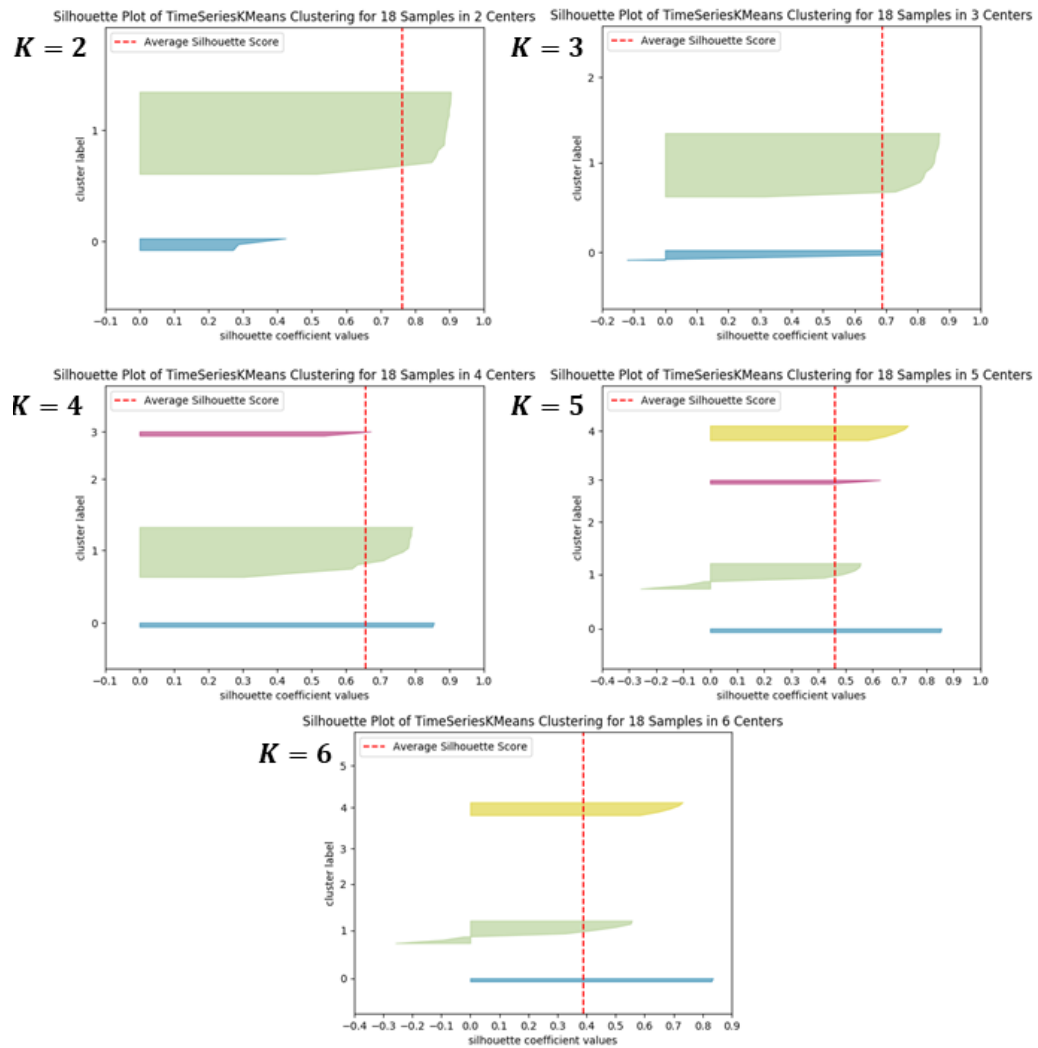 Silhouette Plot of TimeSeriesKMeans Clustering for 18 Samples in 2 Centers
K = 2
Average Silhouette Score
1
0
cluster label
−0.1 0.0 0.1 0.2 0.3 0.4 0.5 0.6 0.7 0.8 0.9 1.0
silhouette coefficient values
Silhouette Plot of TimeSeriesKMeans Clustering for 18 Samples in 3 Centers
K = 3
Average Silhouette Score
2
1
0
cluster label
−0.2 0.0 0.2 0.4 0.6 0.8 1.0
silhouette coefficient values
Silhouette Plot of TimeSeriesKMeans Clustering for 18 Samples in 4 Centers
K = 4
Average Silhouette Score
3
2
1
0
cluster label
−0.1 0.0 0.1 0.2 0.3 0.4 0.5 0.6 0.7 0.8 0.9 1.0
silhouette coefficient values
Silhouette Plot of TimeSeriesKMeans Clustering for 18 Samples in 5 Centers
K = 5
Average Silhouette Score
4
3
2
1
0
cluster label
−0.4 −0.3 −0.2 −0.1 0.0 0.1 0.2 0.3 0.4 0.5 0.6 0.7 0.8 0.9 1.0
silhouette coefficient values
Silhouette Plot of TimeSeriesKMeans Clustering for 18 Samples in 6 Centers
K = 6
Average Silhouette Score
5
4
3
2
1
0
cluster label
−0.4 −0.3 −0.2 −0.1 0.0 0.1 0.2 0.3 0.4 0.5 0.6 0.7 0.8 0.9
silhouette coefficient values